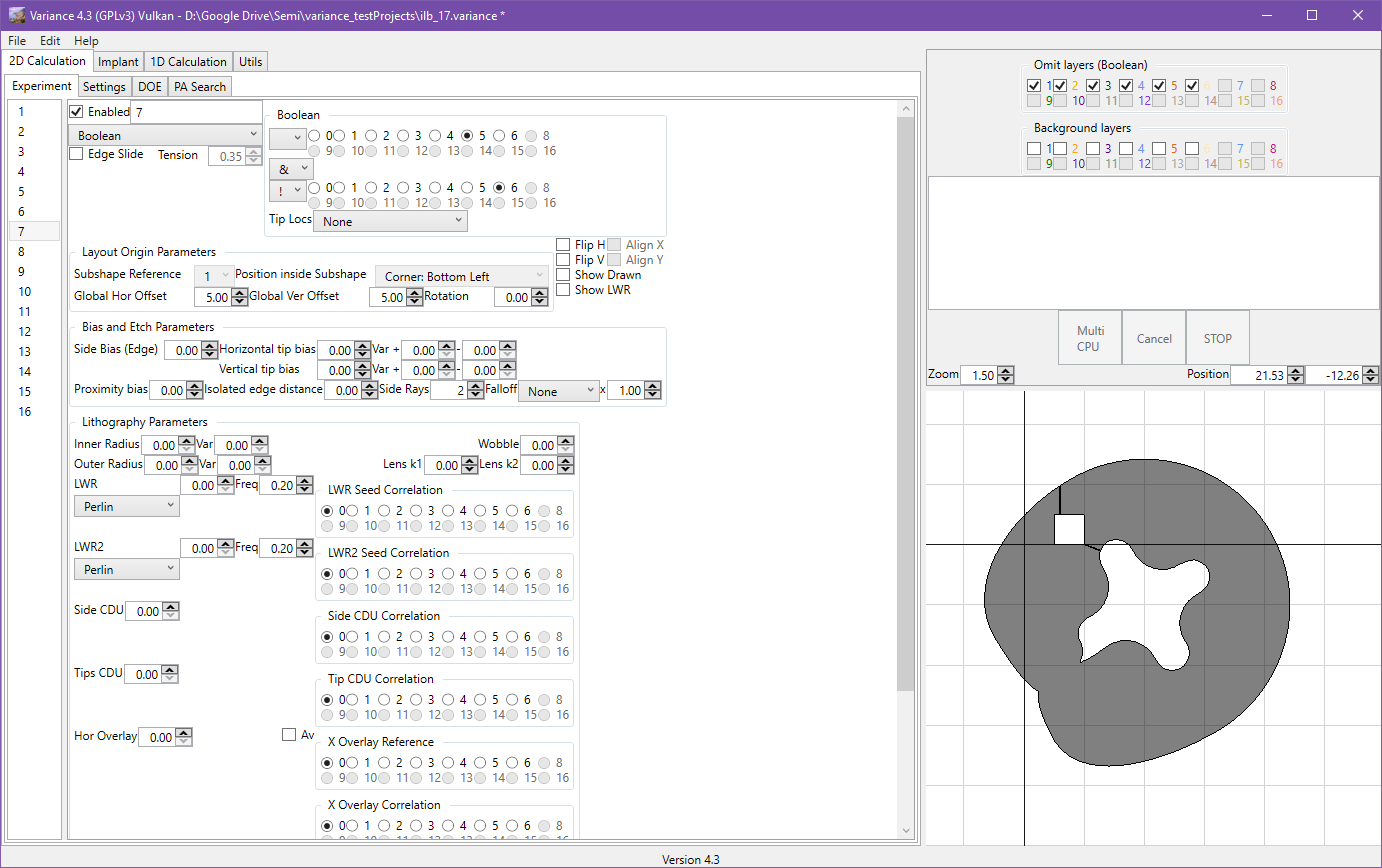 Variance 4.3 (GPLv3) Vulkan - D:\Google Drive\Semi\variance_testProjects\ilb_17.variance *
File Edit Help
2D Calculation Implant 1D Calculation Utils
Experiment Settings DOE PA Search
1
2
3
4
5
6
7
8
9
10
11
12
13
14
15
16
Enabled 7
Boolean
Edge Slide Tension 0.35
Boolean
0 1 2 3 4 5 6 8
9 10 11 12 13 14 15 16
&
! 0 1 2 3 4 5 6 8
9 10 11 12 13 14 15 16
Tip Locs None
Layout Origin Parameters
Subshape Reference 1 Position inside Subshape Corner: Bottom Left
Global Hor Offset 5.00 Global Ver Offset 5.00 Rotation 0.00
Flip H Align X
Flip V Align Y
Show Drawn
Show LWR
Bias and Etch Parameters
Side Bias (Edge) 0.00 Horizontal tip bias 0.00 Var + 0.00 - 0.00
Vertical tip bias 0.00 Var + 0.00 - 0.00
Proximity bias 0.00 Isolated edge distance 0.00 Side Rays 2 Falloff None x 1.00
Lithography Parameters
Inner Radius 0.00 Var 0.00 Wobble 0.00
Outer Radius 0.00 Var 0.00 Lens k1 0.00 Lens k2 0.00
LWR 0.00 Freq 0.20
Perlin
LWR Seed Correlation
0 1 2 3 4 5 6 8
9 10 11 12 13 14 15 16
LWR2 0.00 Freq 0.20
Perlin
LWR2 Seed Correlation
0 1 2 3 4 5 6 8
9 10 11 12 13 14 15 16
Side CDU 0.00
Side CDU Correlation
0 1 2 3 4 5 6 8
9 10 11 12 13 14 15 16
Tips CDU 0.00
Tip CDU Correlation
0 1 2 3 4 5 6 8
9 10 11 12 13 14 15 16
Hor Overlay 0.00 Av
X Overlay Reference
0 1 2 3 4 5 6 8
9 10 11 12 13 14 15 16
X Overlay Correlation
0 1 2 3 4 5 6 8
Omit layers (Boolean)
1 2 3 4 5 6 7 8
9 10 11 12 13 14 15 16
Background layers
1 2 3 4 5 6 7 8
9 10 11 12 13 14 15 16
Multi
CPU
Cancel
STOP
Zoom 1.50 Position 21.53 -12.26
Version 4.3